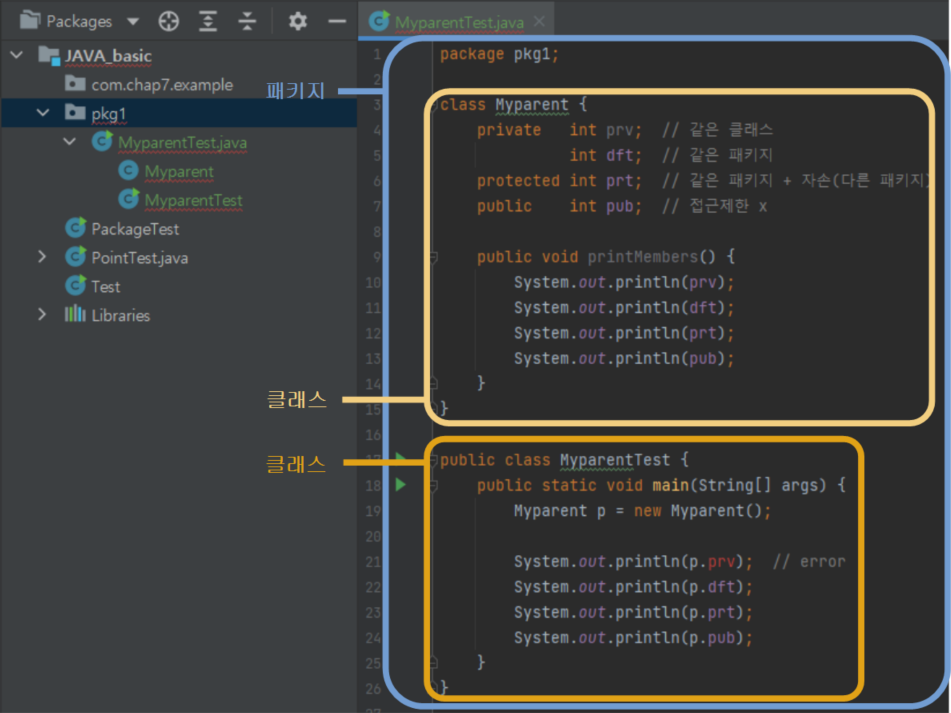 Packages
MyparentTest.java
JAVA_basic
com.chap7.example
pkg1
MyparentTest.java
Myparent
MyparentTest
PackageTest
PointTest.java
Test
Libraries
패키지
클래스
클래스
1 package pkg1;
2
3 class Myparent {
4 private int prv; // 같은 클래스
5 int dft; // 같은 패키지
6 protected int prt; // 같은 패키지 + 자손(다른 패키지)
7 public int pub; // 접근제한 x
8
9 public void printMembers() {
10 System.out.println(prv);
11 System.out.println(dft);
12 System.out.println(prt);
13 System.out.println(pub);
14 }
15 }
16
17 public class MyparentTest {
18 public static void main(String[] args) {
19 Myparent p = new Myparent();
20
21 System.out.println(p.prv); // error
22 System.out.println(p.dft);
23 System.out.println(p.prt);
24 System.out.println(p.pub);
25 }
26 }
27